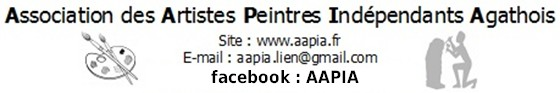 Association des Artistes Peintres Indépendants Agathois
Site : www.aapia.fr
E-mail : aapia.lien@gmail.com
facebook : AAPIA